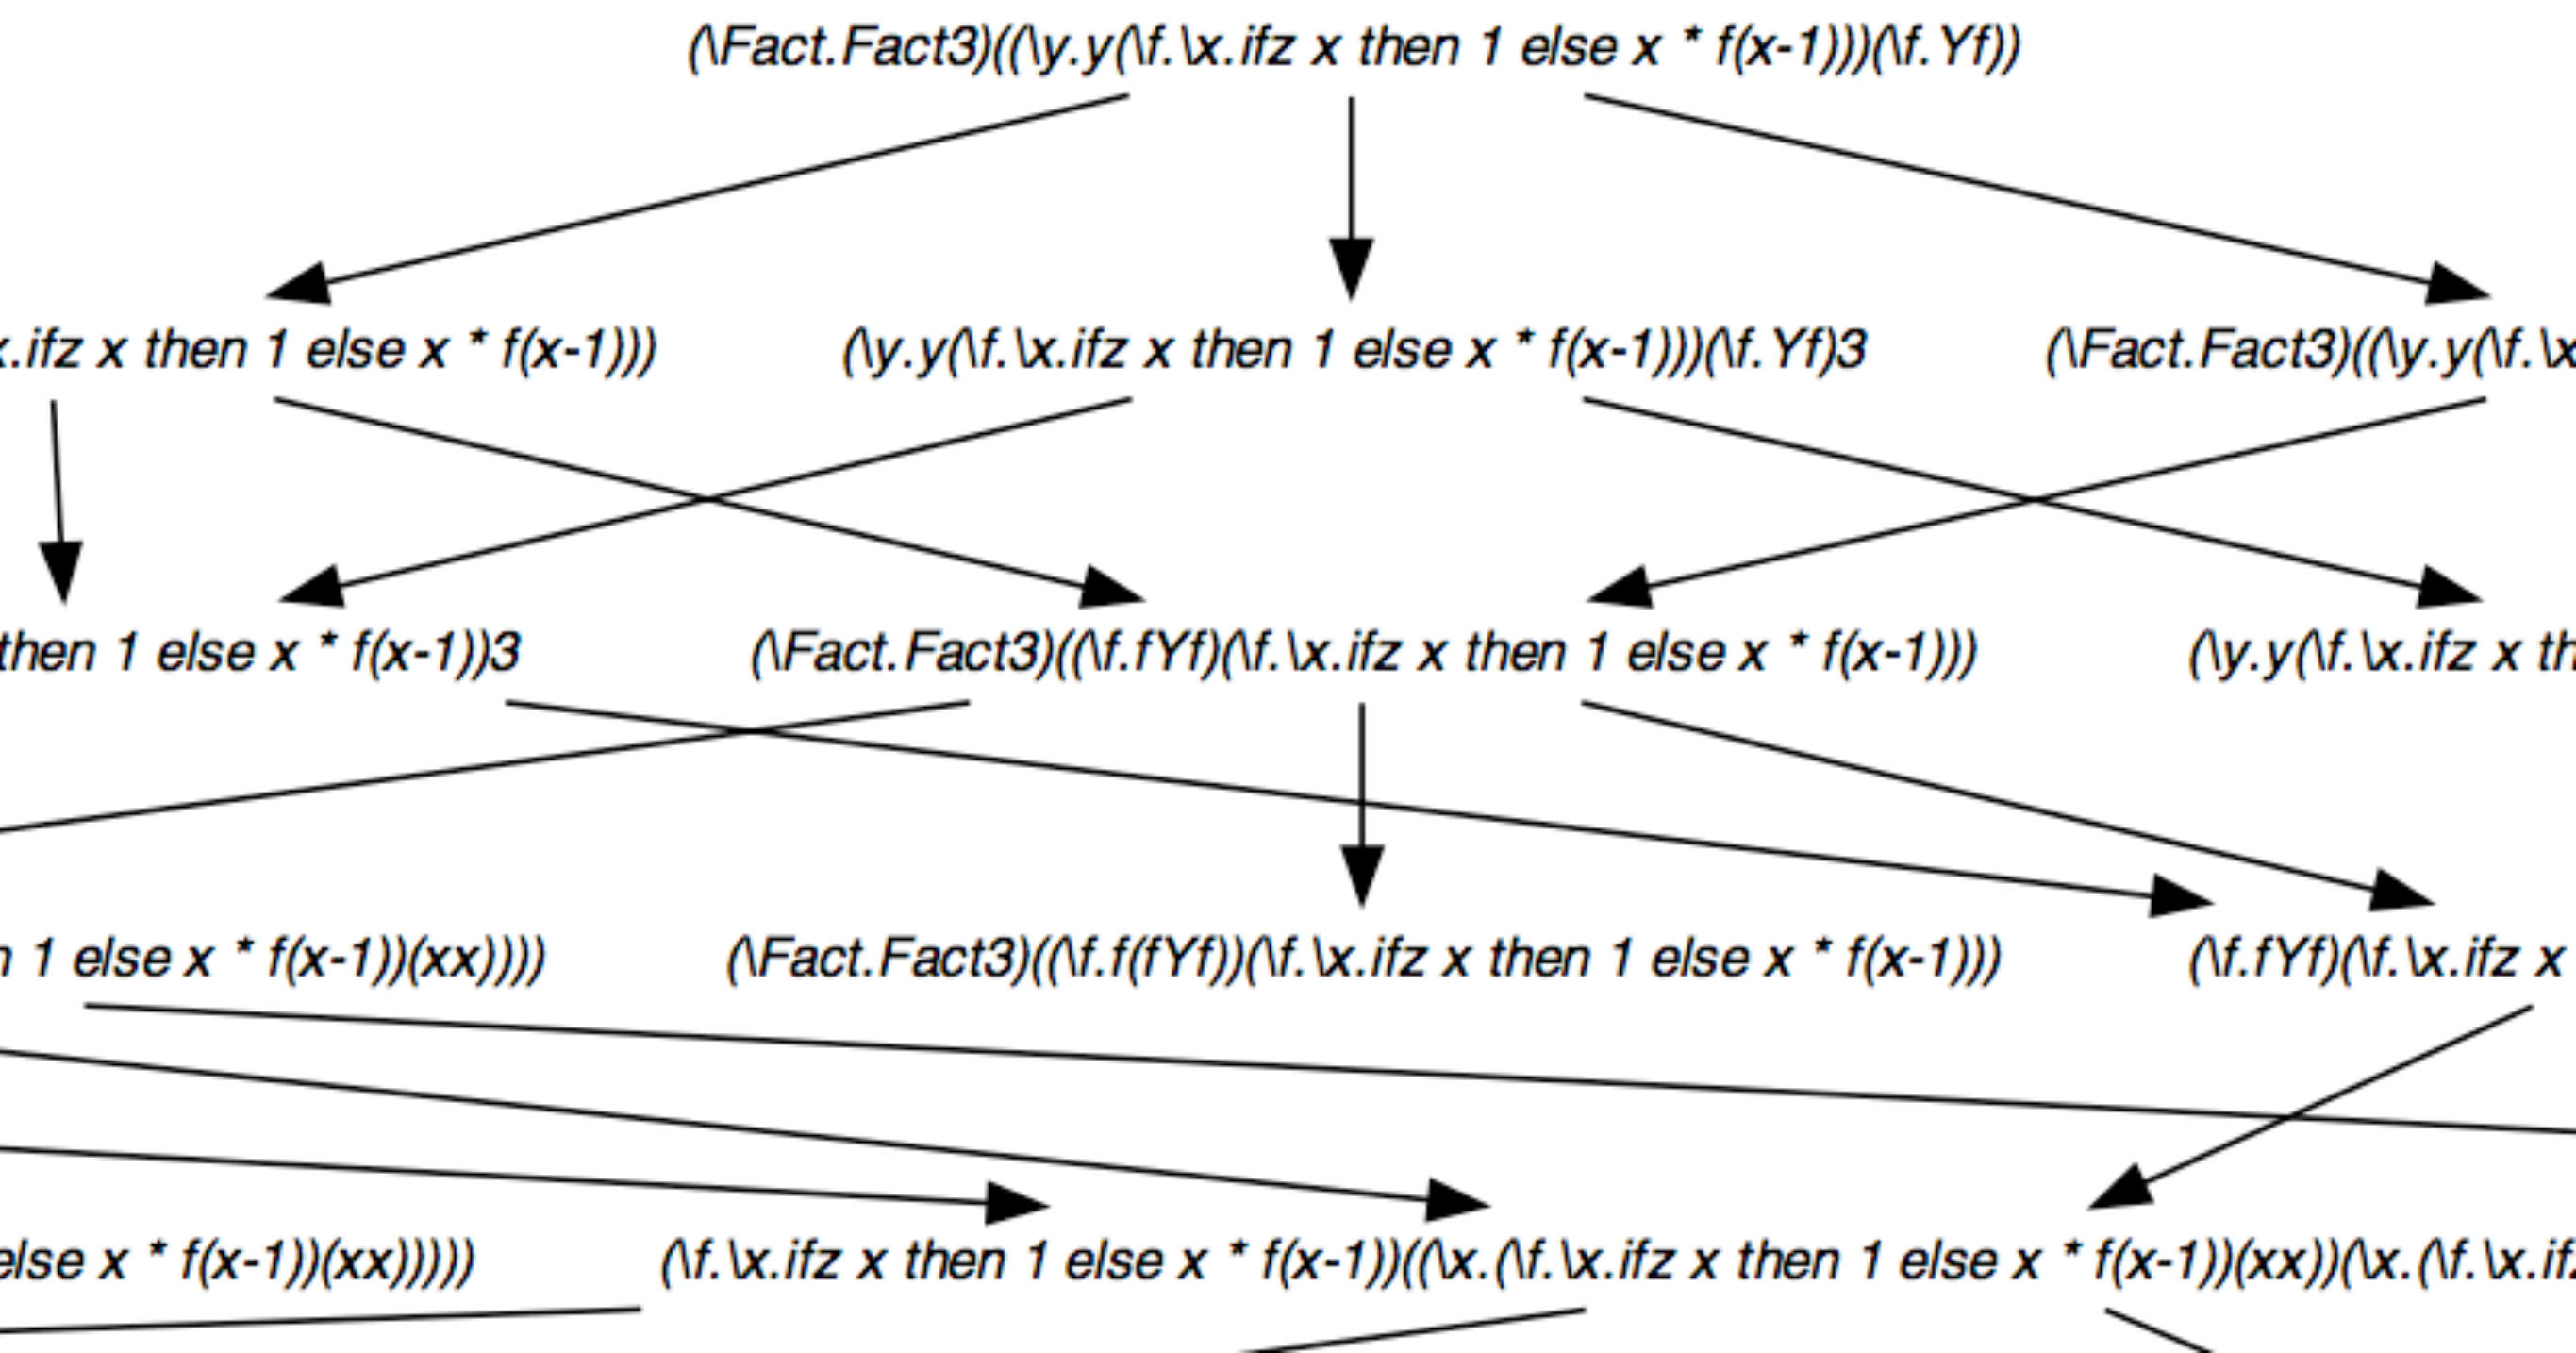 (\Fact.Fact3)((\y.y(\f.\x.ifz x then 1 else x * f(x-1)))(\f.Yf))
x.ifz x then 1 else x * f(x-1))) (\y.y(\f.\x.ifz x then 1 else x * f(x-1)))(\f.Yf)3 (\Fact.Fact3)((\y.y(\f.\x
then 1 else x * f(x-1))3 (\Fact.Fact3)((\f.fYf)(\f.\x.ifz x then 1 else x * f(x-1))) (\y.y(\f.\x.ifz x th
n 1 else x * f(x-1))(xx)))) (\Fact.Fact3)((\f.f(fYf))(\f.\x.ifz x then 1 else x * f(x-1))) (\f.fYf)(\f.\x.ifz x
else x * f(x-1))(xx))))) (\f.\x.ifz x then 1 else x * f(x-1))((\x.(\f.\x.ifz x then 1 else x * f(x-1))(xx))(\x.(\f.\x.ifz